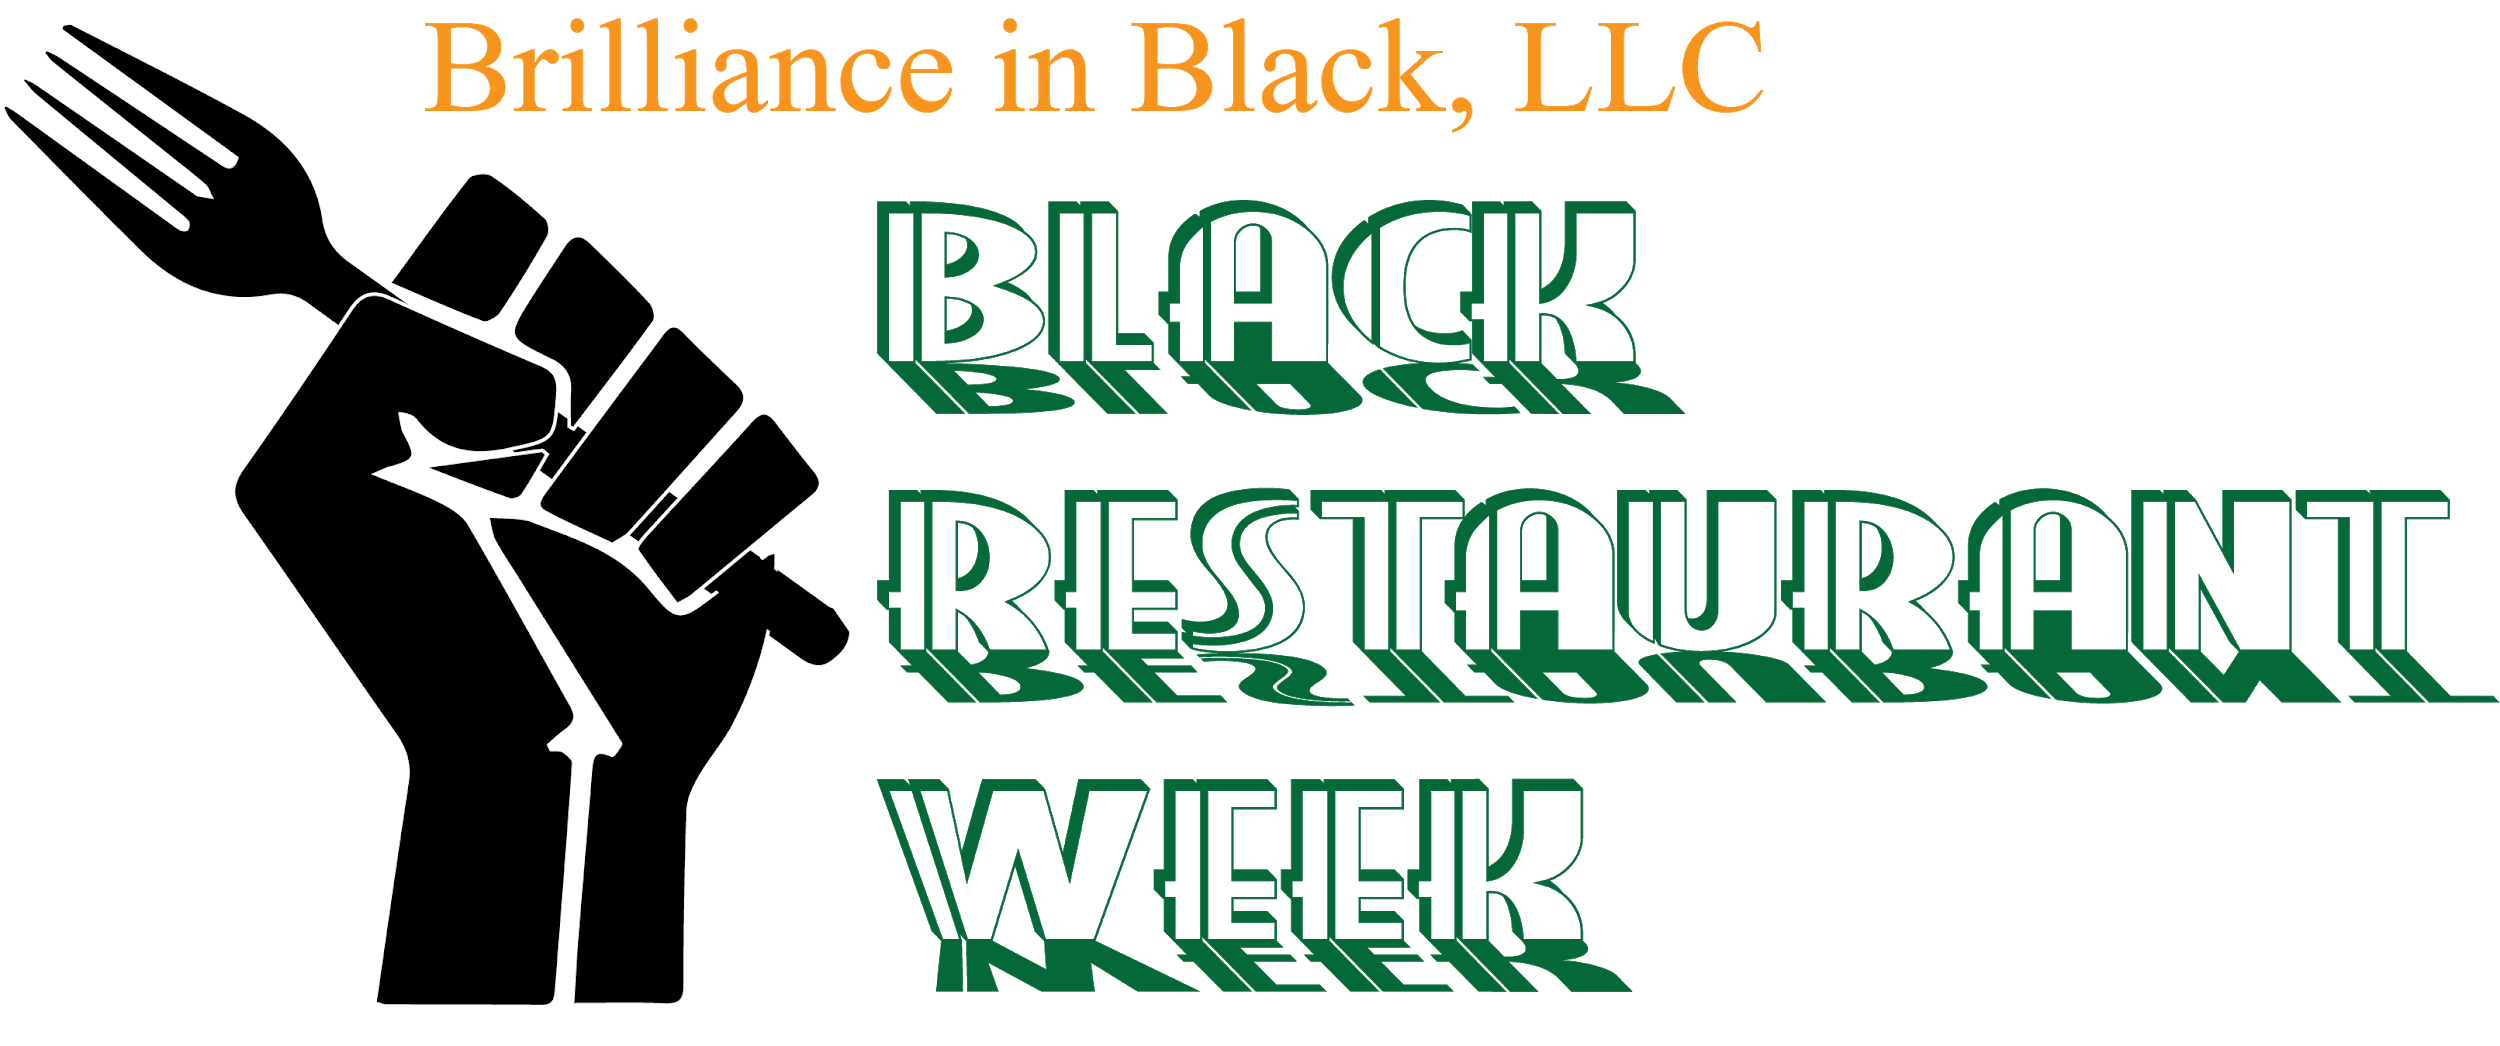 Brilliance in Black, LLC
BLACK
RESTAURANT
WEEK